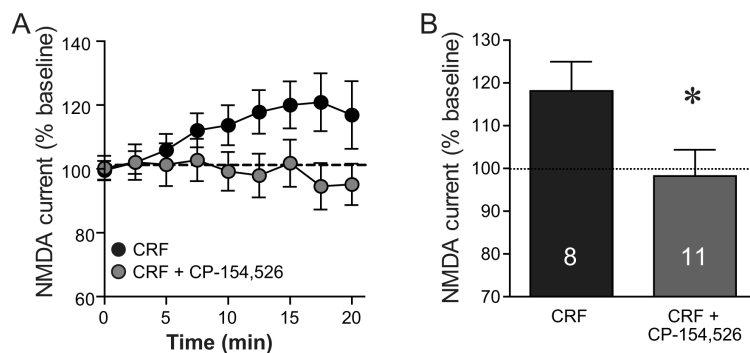 A
NMDA current (% baseline)
140
120
100
80
60
CRF
CRF + CP-154,526
0
5
10
15
20
Time (min)
B
NMDA current (% baseline)
130
120
110
100
90
80
70
*
8
11
CRF
CRF +
CP-154,526